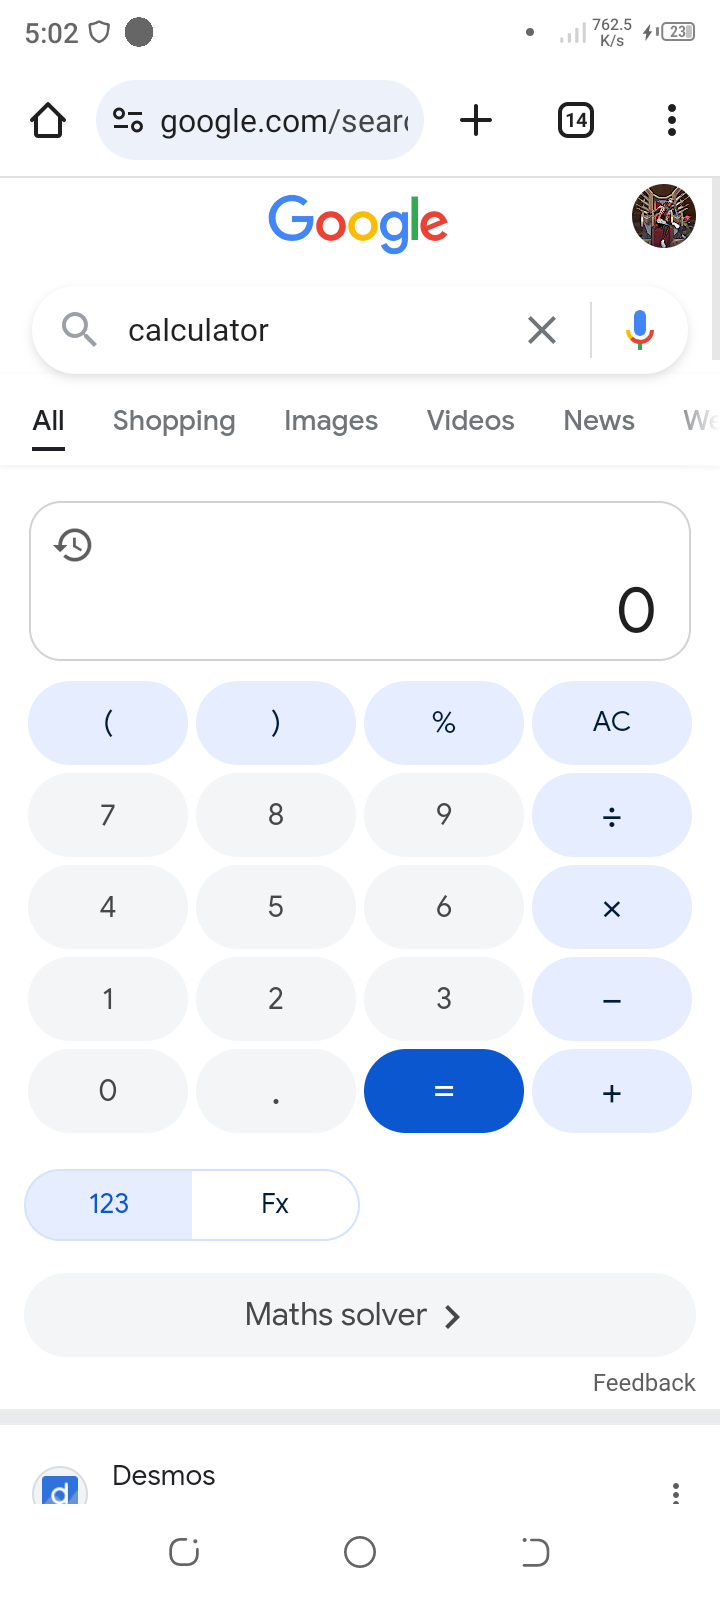 5:02 762.5 K/s 23
google.com/sear
14
Google
calculator
All Shopping Images Videos News We
0
( ) % AC
7 8 9 ÷
4 5 6 ×
1 2 3 −
0 . = +
123 Fx
Maths solver
Feedback
d Desmos